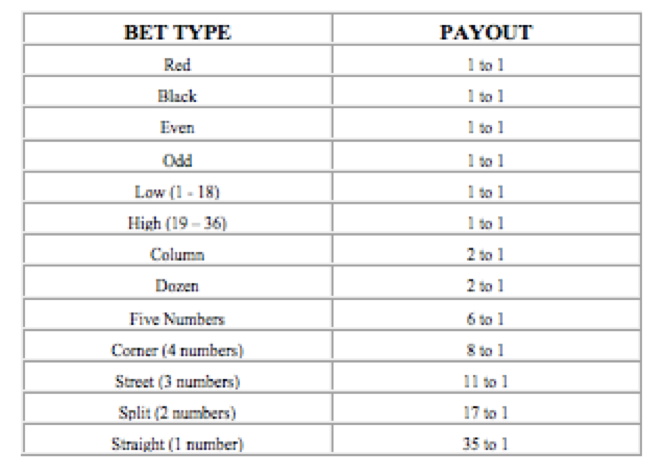 BET TYPE PAYOUT
Red 1 to 1
Black 1 to 1
Even 1 to 1
Odd 1 to 1
Low (1 - 18) 1 to 1
High (19 – 36) 1 to 1
Column 2 to 1
Dozen 2 to 1
Five Numbers 6 to 1
Corner (4 numbers) 8 to 1
Street (3 numbers) 11 to 1
Split (2 numbers) 17 to 1
Straight (1 number) 35 to 1